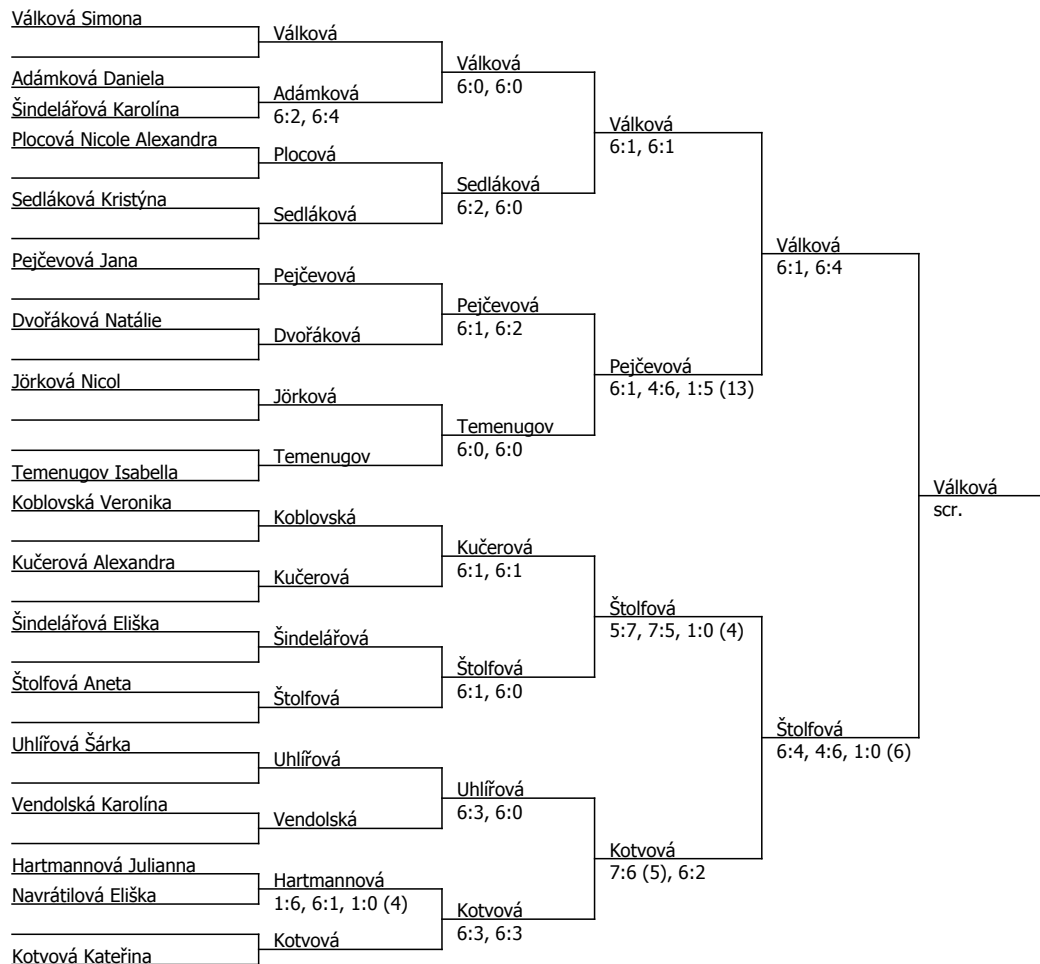 Válková Simona
Válková
Válková
6:0, 6:0
Adámková Daniela
Adámková
6:2, 6:4
Šindelářová Karolína
Válková
6:1, 6:1
Plocová Nicole Alexandra
Plocová
Sedláková
6:2, 6:0
Sedláková Kristýna
Sedláková
Válková
6:1, 6:4
Pejčevová Jana
Pejčevová
Pejčevová
6:1, 6:2
Dvořáková Natálie
Dvořáková
Pejčevová
6:1, 4:6, 1:5 (13)
Jörková Nicol
Jörková
Temenugov
6:0, 6:0
Temenugov
Temenugov Isabella
Válková
scr.
Koblovská Veronika
Koblovská
Kučerová
6:1, 6:1
Kučerová Alexandra
Kučerová
Štolfová
5:7, 7:5, 1:0 (4)
Šindelářová Eliška
Šindelářová
Štolfová
6:1, 6:0
Štolfová Aneta
Štolfová
Štolfová
6:4, 4:6, 1:0 (6)
Uhlířová Šárka
Uhlířová
Uhlířová
6:3, 6:0
Vendolská Karolína
Vendolská
Kotvová
7:6 (5), 6:2
Hartmannová Julianna
Hartmannová
1:6, 6:1, 1:0 (4)
Navrátilová Eliška
Kotvová
6:3, 6:3
Kotvová
Kotvová Kateřina